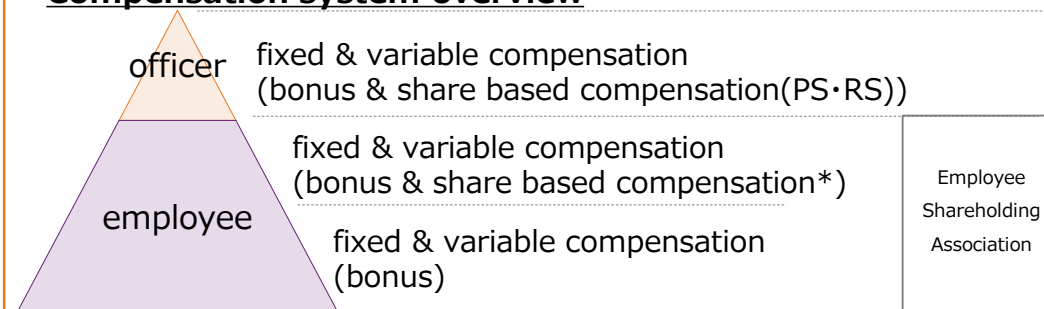 Compensation system overview
officer
fixed & variable compensation
(bonus & share based compensation(PS・RS))
fixed & variable compensation
(bonus & share based compensation*)
employee
fixed & variable compensation
(bonus)
Employee
Shareholding
Association